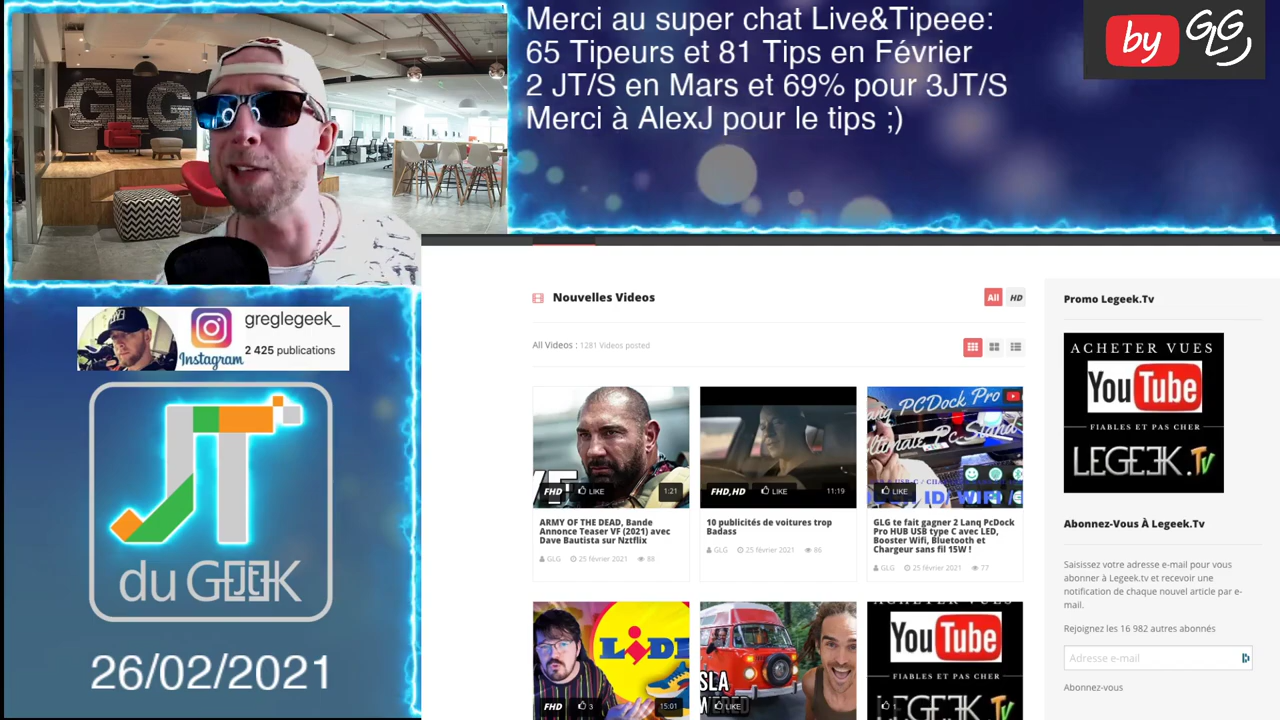 Merci au super chat Live&Tipeee:
65 Tipeurs et 81 Tips en Février
2 JT/S en Mars et 69% pour 3JT/S
Merci à AlexJ pour le tips ;)
by GLG
GLG
greglegeek_
Instagram
2 425 publications
JT
du GEEK
26/02/2021
Nouvelles Videos
All HD
All Videos : 1281 Videos posted
FHD LIKE 1:21
ARMY OF THE DEAD, Bande
Annonce Teaser VF (2021) avec
Dave Bautista sur Nztflix
GLG 25 février 2021 88
FHD,HD LIKE 11:19
10 publicités de voitures trop
Badass
GLG 25 février 2021 86
PCDock Pro
Ultimate Pc Stand
LIKE
GLG te fait gagner 2 Lanq PcDock
Pro HUB USB type C avec LED,
Booster Wifi, Bluetooth et
Chargeur sans fil 15W !
GLG 25 février 2021 77
LIDL
FHD 3 15:01
LIKE
ACHETER VUES
YouTube
FIABLES ET PAS CHER
LEGEEK.Tv
1
Promo Legeek.Tv
ACHETER VUES
YouTube
FIABLES ET PAS CHER
LEGEEK.Tv
Abonnez-Vous À Legeek.Tv
Saisissez votre adresse e-mail pour vous
abonner à Legeek.tv et recevoir une
notification de chaque nouvel article par e-
mail.
Rejoignez les 16 982 autres abonnés
Adresse e-mail
Abonnez-vous